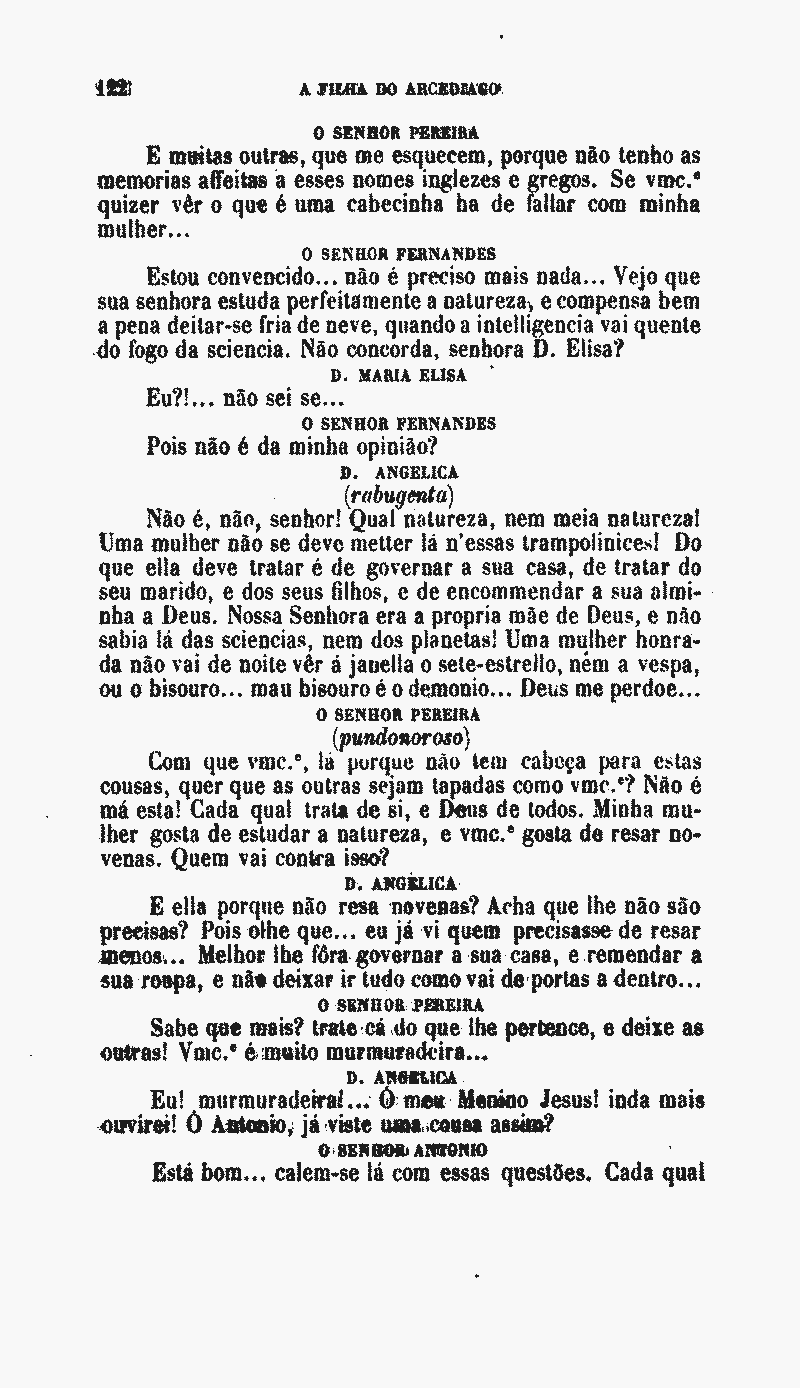 122
A FILHA DO ARCEDIAGO
O SENHOR PEREIRA
E muitas outras, que me esquecem, porque não tenho as
memorias affeitas a esses nomes inglezes e gregos. Se vmc.ª
quizer vêr o que é uma cabecinha ha de fallar com minha
mulher...
O SENHOR FERNANDES
Estou convencido... não é preciso mais nada... Vejo que
sua senhora estuda perfeitamente a natureza, e compensa bem
a pena deitar-se fria de neve, quando a intelligencia vai quente
do fogo da sciencia. Não concorda, senhora D. Elisa?
D. MARIA ELISA
Eu?!... não sei se...
O SENHOR FERNANDES
Pois não é da minha opinião?
D. ANGELICA
(rabugenta)
Não é, não, senhor! Qual natureza, nem meia natureza!
Uma mulher não se deve metter lá n'essas trampolinices! Do
que ella deve tratar é de governar a sua casa, de tratar do
seu marido, e dos seus filhos, e de encommendar a sua almi-
nha a Deus. Nossa Senhora era a propria mãe de Deus, e não
sabia lá das sciencias, nem dos planetas! Uma mulher honra-
da não vai de noite vêr á janella o sete-estrello, nem a vespa,
ou o bisouro... mau bisouro é o demonio... Deus me perdoe...
O SENHOR PEREIRA
(pundonoroso)
Com que vmc.ª, lá porque não tem cabeça para estas
cousas, quer que as outras sejam tapadas como vmc.ª? Não é
má esta! Cada qual trata de si, e Deus de todos. Minha mu-
lher gosta de estudar a natureza, e vmc.ª gosta de resar no-
venas. Quem vai contra isso?
D. ANGELICA
E ella porque não resa novenas? Acha que lhe não são
precisas? Pois olhe que... eu já vi quem precisasse de resar
menos... Melhor lhe fôra governar a sua casa, e remendar a
sua roupa, e não deixar ir tudo como vai de portas a dentro...
O SENHOR PEREIRA
Sabe que mais? trate cá do que lhe pertence, e deixe as
outras! Vmc.ª é muito murmuradeira...
D. ANGELICA
Eu! murmuradeira!... Ó meu Menino Jesus! inda mais
ouvirei! Ó Antonio, já viste uma cousa assim?
O SENHOR ANTONIO
Está bom... calem-se lá com essas questões. Cada qual